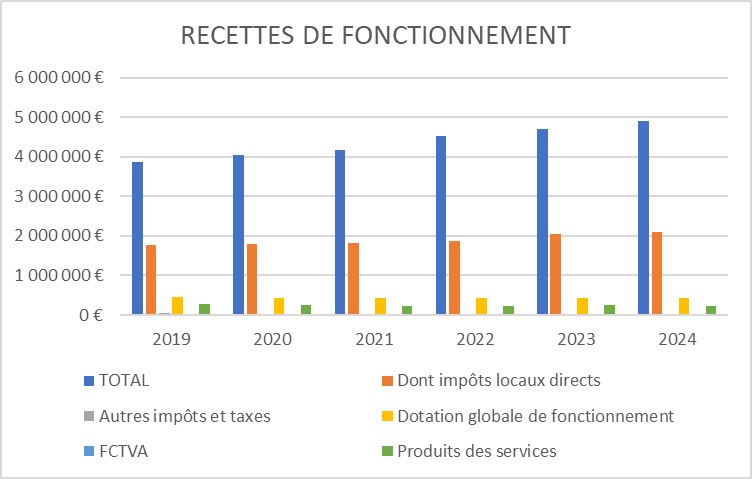 RECETTES DE FONCTIONNEMENT
6 000 000 €
5 000 000 €
4 000 000 €
3 000 000 €
2 000 000 €
1 000 000 €
0 €
2019 2020 2021 2022 2023 2024
TOTAL Dont impôts locaux directs
Autres impôts et taxes Dotation globale de fonctionnement
FCTVA Produits des services